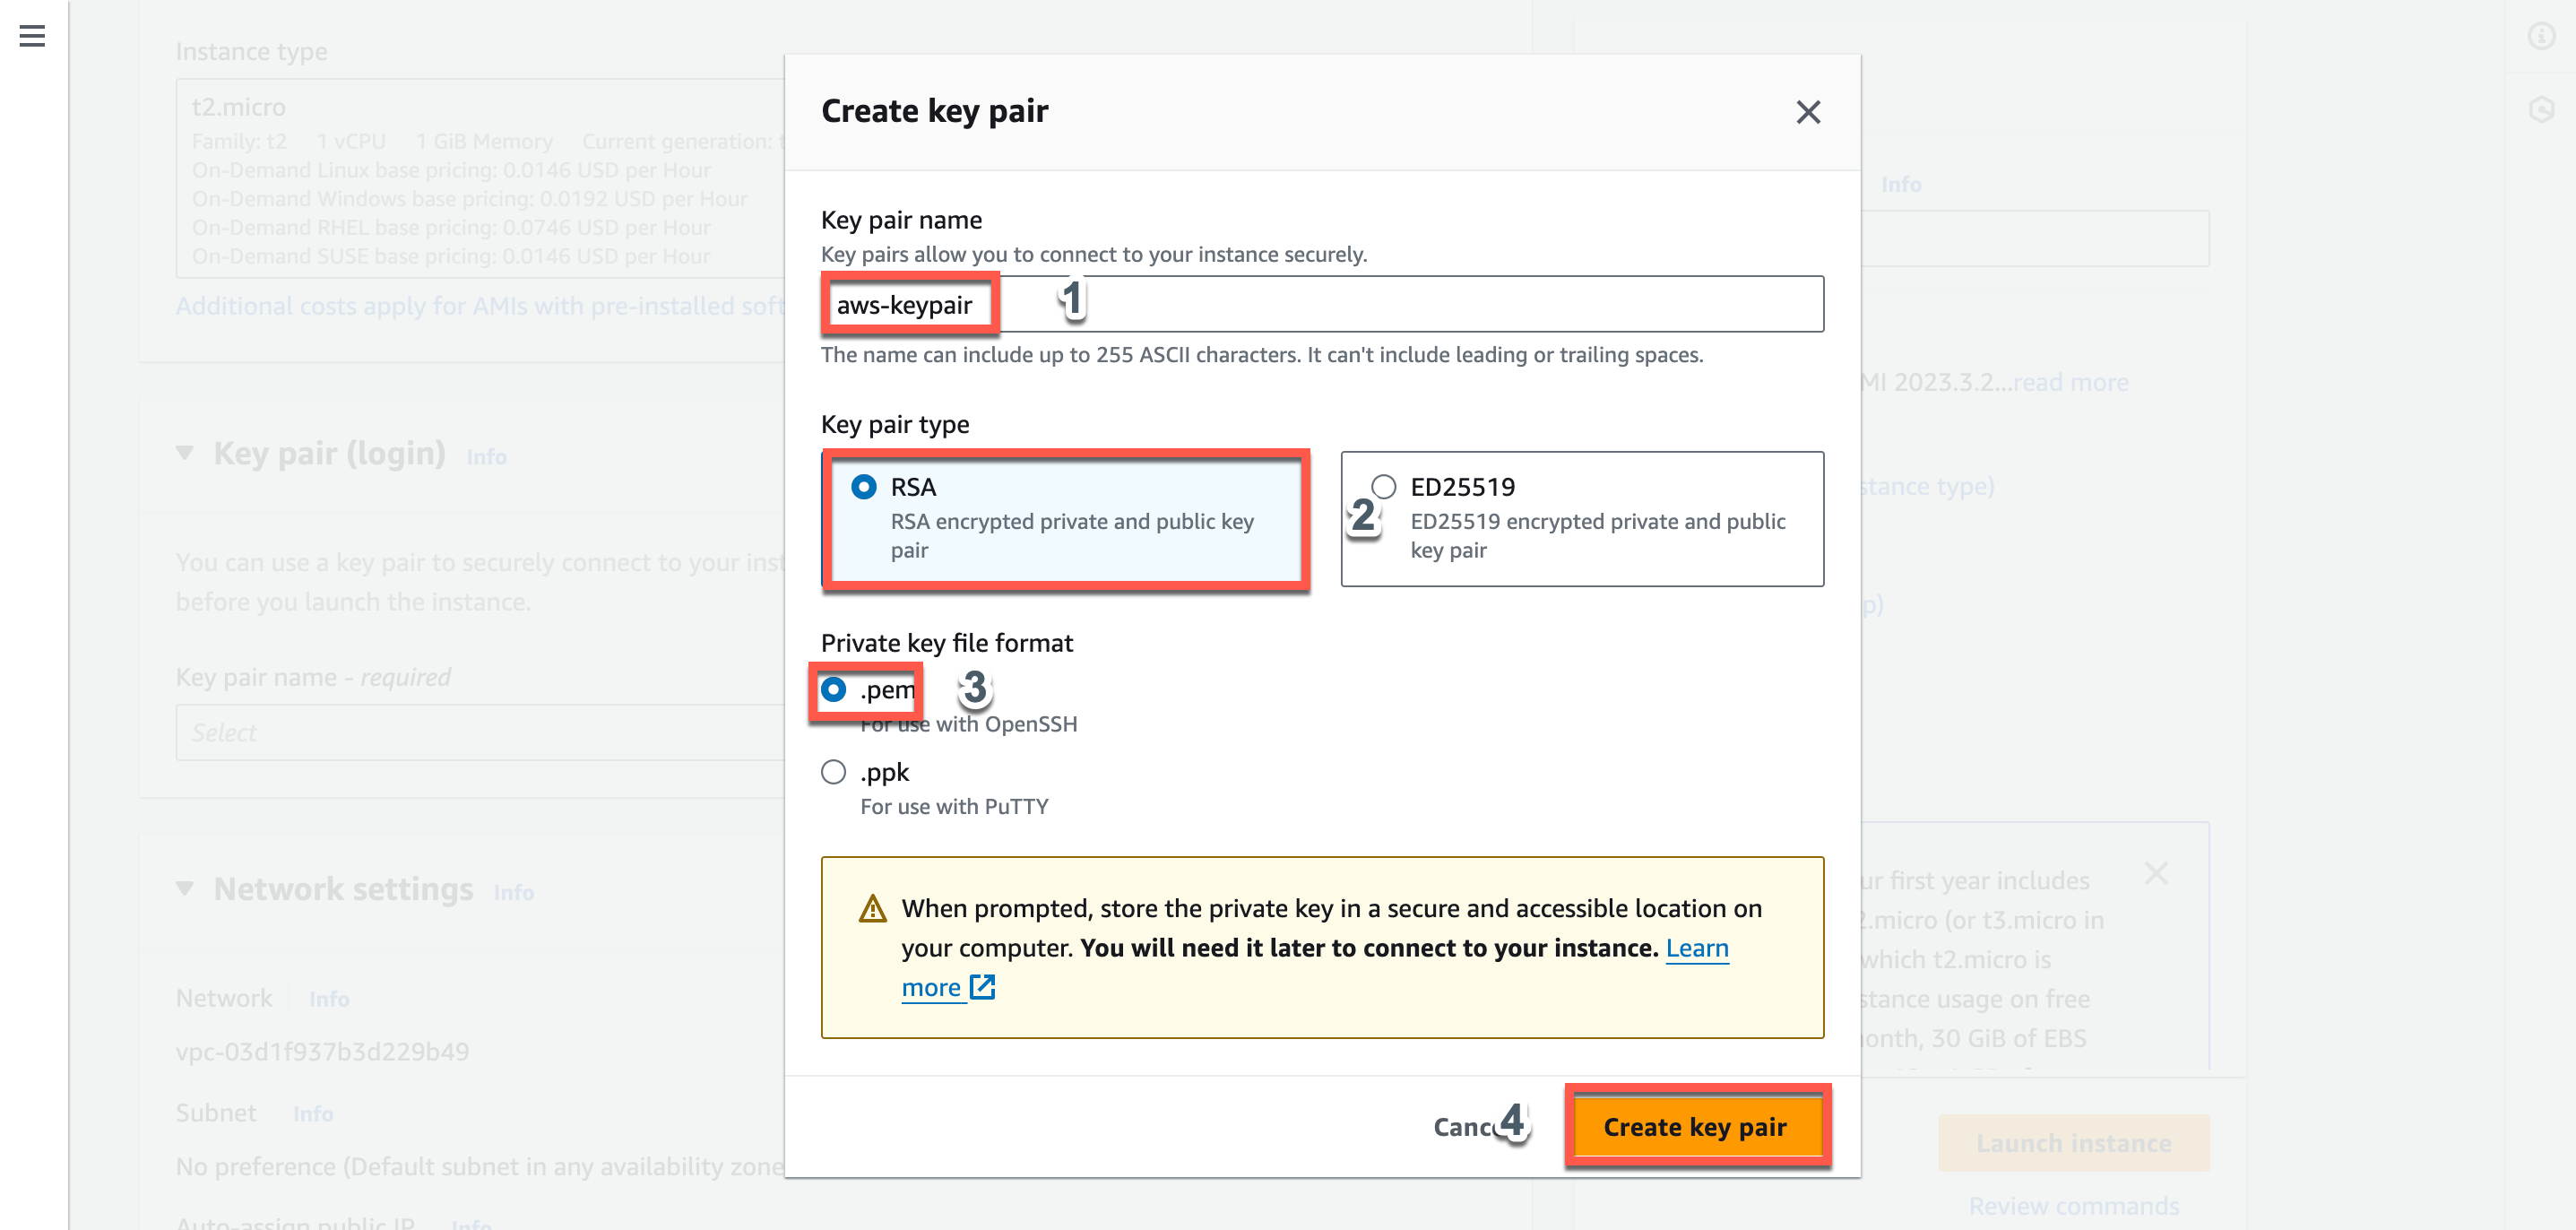 Instance type
t2.micro
Family: t2 1 vCPU 1 GiB Memory Current generation: t
On-Demand Linux base pricing: 0.0146 USD per Hour
On-Demand Windows base pricing: 0.0192 USD per Hour
On-Demand RHEL base pricing: 0.0746 USD per Hour
On-Demand SUSE base pricing: 0.0146 USD per Hour
Additional costs apply for AMIs with pre-installed soft
Key pair (login) Info
You can use a key pair to securely connect to your inst
before you launch the instance.
Key pair name - required
Select
Network settings Info
Network Info
vpc-03d1f937b3d229b49
Subnet Info
No preference (Default subnet in any availability zone
Auto-assign public IP Info
Create key pair
Key pair name
Key pairs allow you to connect to your instance securely.
aws-keypair 1
The name can include up to 255 ASCII characters. It can't include leading or trailing spaces.
Key pair type
RSA
RSA encrypted private and public key
pair
2
ED25519
ED25519 encrypted private and public
key pair
Private key file format
.pem 3
For use with OpenSSH
.ppk
For use with PuTTY
When prompted, store the private key in a secure and accessible location on
your computer. You will need it later to connect to your instance. Learn
more
Canc 4 Create key pair
Info
MI 2023.3.2...read more
stance type)
p)
ur first year includes
2.micro (or t3.micro in
which t2.micro is
stance usage on free
onth, 30 GiB of EBS
Launch instance
Review commands